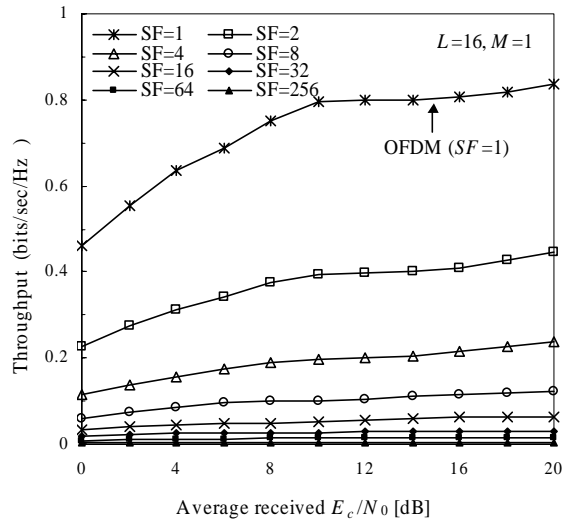 1
SF=1 SF=2 L=16, M=1
SF=4 SF=8
SF=16 SF=32
SF=64 SF=256
0.8
OFDM (SF=1)
0.6
0.4
0.2
0
0 4 8 12 16 20
Throughput (bits/sec/Hz)
Average received Ec/N0 [dB]